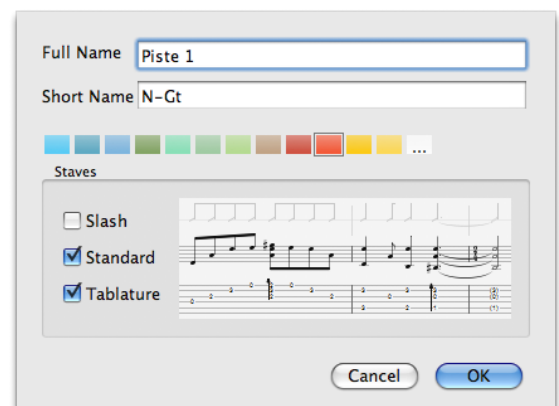 Full Name Piste 1
Short Name N-Gt
...
Staves
Slash
Standard
Tablature
Cancel OK